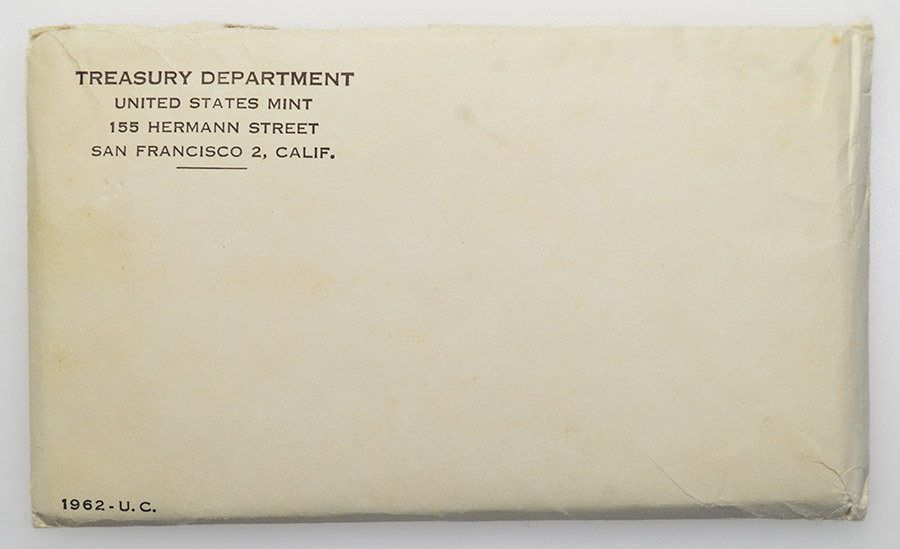 TREASURY DEPARTMENT
UNITED STATES MINT
155 HERMANN STREET
SAN FRANCISCO 2, CALIF.
1962-U.C.